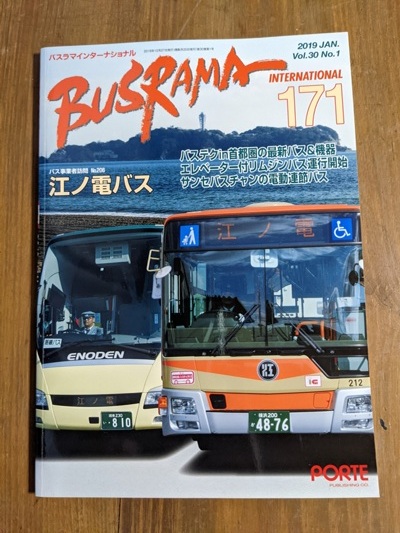 バスラマインターナショナル
2019 JAN.
Vol.30 No.1
BUSRAMA
INTERNATIONAL
171
バステクin首都圏の最新バス&機器
エレベーター付リムジンバス運行開始
サンセバスチャンの電動連節バス
バス事業者訪問 No.206
江ノ電バス
江ノ電
ENODEN
江ノ電
810
江
212
横浜200
か 48-76
PORTE
PUBLISHING CO.